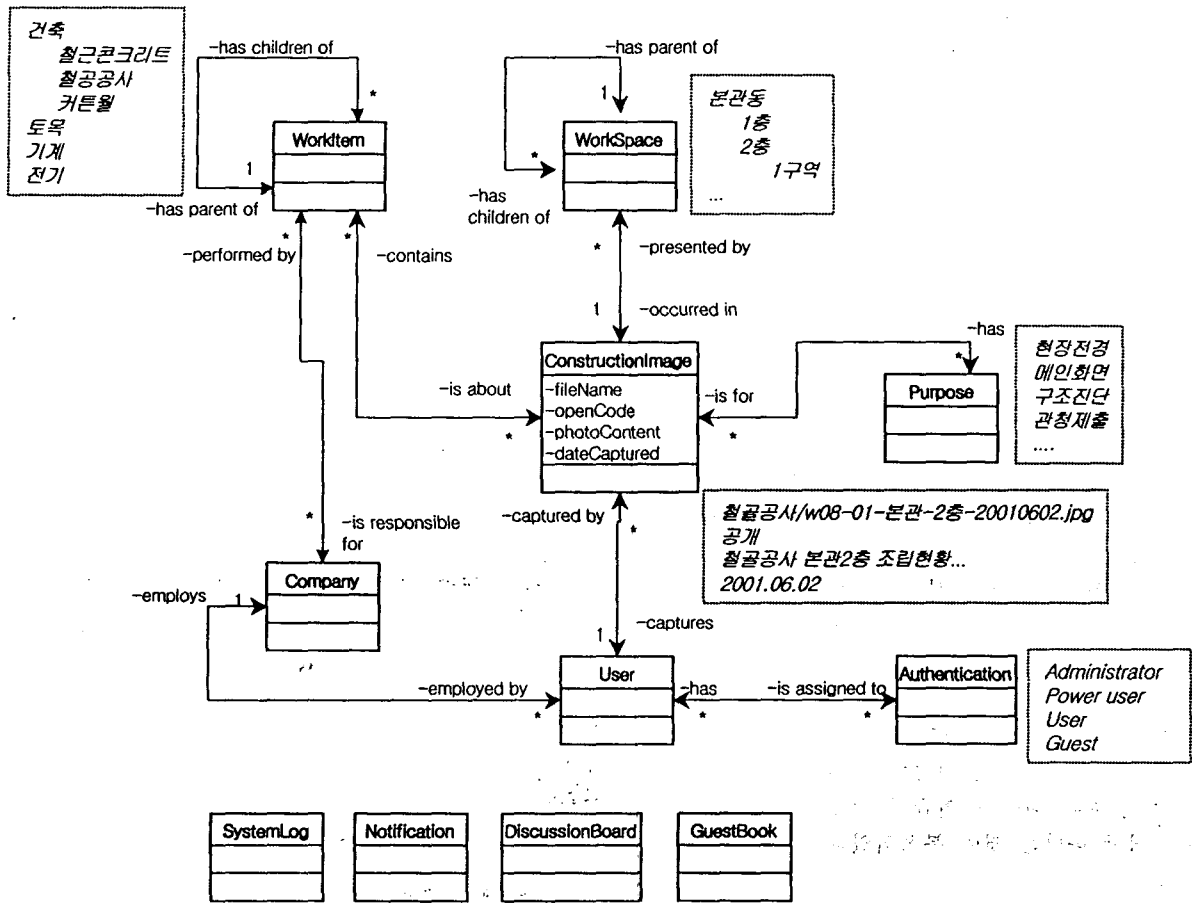 건축
철근콘크리트
철공공사
커튼월
토목
기계
전기
-has children of
*
WorkItem
1
-has parent of
-has parent of
1
WorkSpace
*
-has
children of
본관동
1층
2층
1구역
...
*
-performed by
*
-contains
*
-presented by
1
-occurred in
ConstructionImage
-fileName
-openCode
-photoContent
-dateCaptured
-is about
*
-is for
*
-has
*
Purpose
현장전경
메인화면
구조진단
관청제출
....
철골공사/w08-01-본관-2층-20010602.jpg
공개
철골공사 본관2층 조립현황...
2001.06.02
-captured by
*
*
-is responsible
for
Company
-employs
1
-captures
1
User
-employed by
*
-has
*
-is assigned to
*
Authentication
Administrator
Power user
User
Guest
SystemLog
Notification
DiscussionBoard
GuestBook